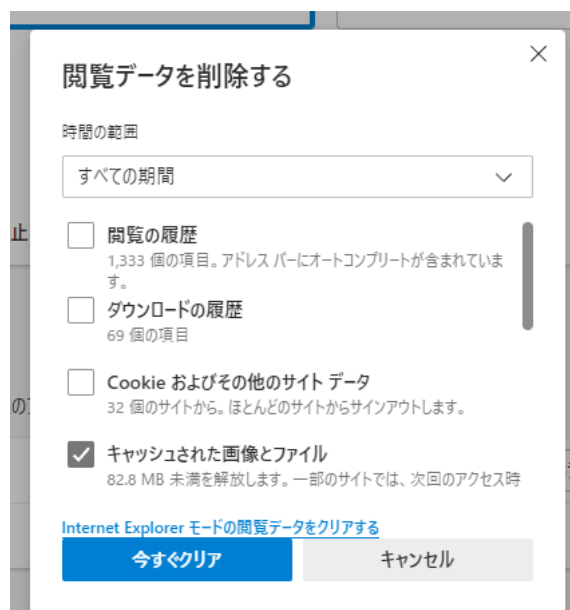 閲覧データを削除する
時間の範囲
すべての期間
止
閲覧の履歴
1,333 個の項目。アドレス バーにオートコンプリートが含まれていま
す。
ダウンロードの履歴
69 個の項目
Cookie およびその他のサイト データ
の
32 個のサイトから。ほとんどのサイトからサインアウトします。
キャッシュされた画像とファイル
82.8 MB 未満を解放します。一部のサイトでは、次回のアクセス時
Internet Explorer モードの閲覧データをクリアする
今すぐクリア
キャンセル